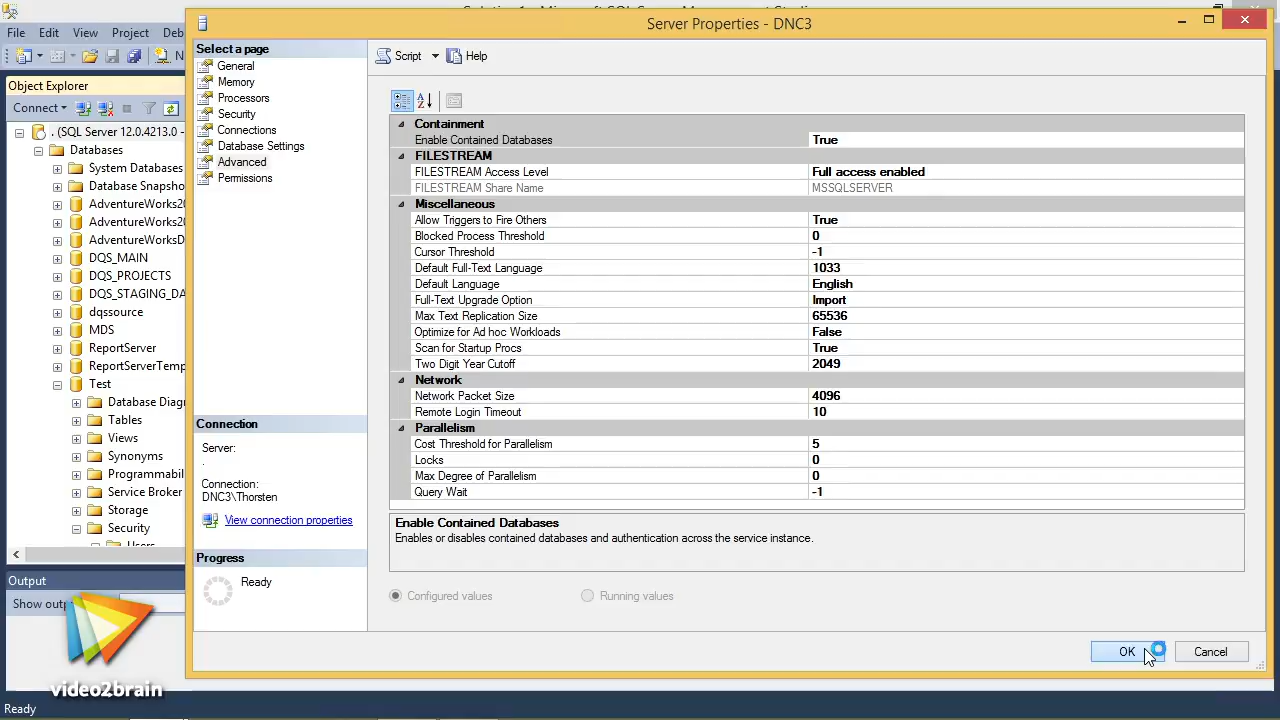 Server Properties - DNC3
File Edit View Project Deb
Object Explorer
Connect
. (SQL Server 12.0.4213.0 -
Databases
System Databases
Database Snapsho
AdventureWorks20
AdventureWorks20
AdventureWorksD
DQS_MAIN
DQS_PROJECTS
DQS_STAGING_DA
dqssource
MDS
ReportServer
ReportServerTemp
Test
Database Diagr
Tables
Views
Synonyms
Programmabil
Service Broker
Storage
Security
Output
Show outp
video2brain
Ready
Select a page
General
Memory
Processors
Security
Connections
Database Settings
Advanced
Permissions
Connection
Server:
.
Connection:
DNC3\Thorsten
View connection properties
Progress
Ready
Script Help
Containment
Enable Contained Databases True
FILESTREAM
FILESTREAM Access Level Full access enabled
FILESTREAM Share Name MSSQLSERVER
Miscellaneous
Allow Triggers to Fire Others True
Blocked Process Threshold 0
Cursor Threshold -1
Default Full-Text Language 1033
Default Language English
Full-Text Upgrade Option Import
Max Text Replication Size 65536
Optimize for Ad hoc Workloads False
Scan for Startup Procs True
Two Digit Year Cutoff 2049
Network
Network Packet Size 4096
Remote Login Timeout 10
Parallelism
Cost Threshold for Parallelism 5
Locks 0
Max Degree of Parallelism 0
Query Wait -1
Enable Contained Databases
Enables or disables contained databases and authentication across the service instance.
Configured values Running values
OK Cancel